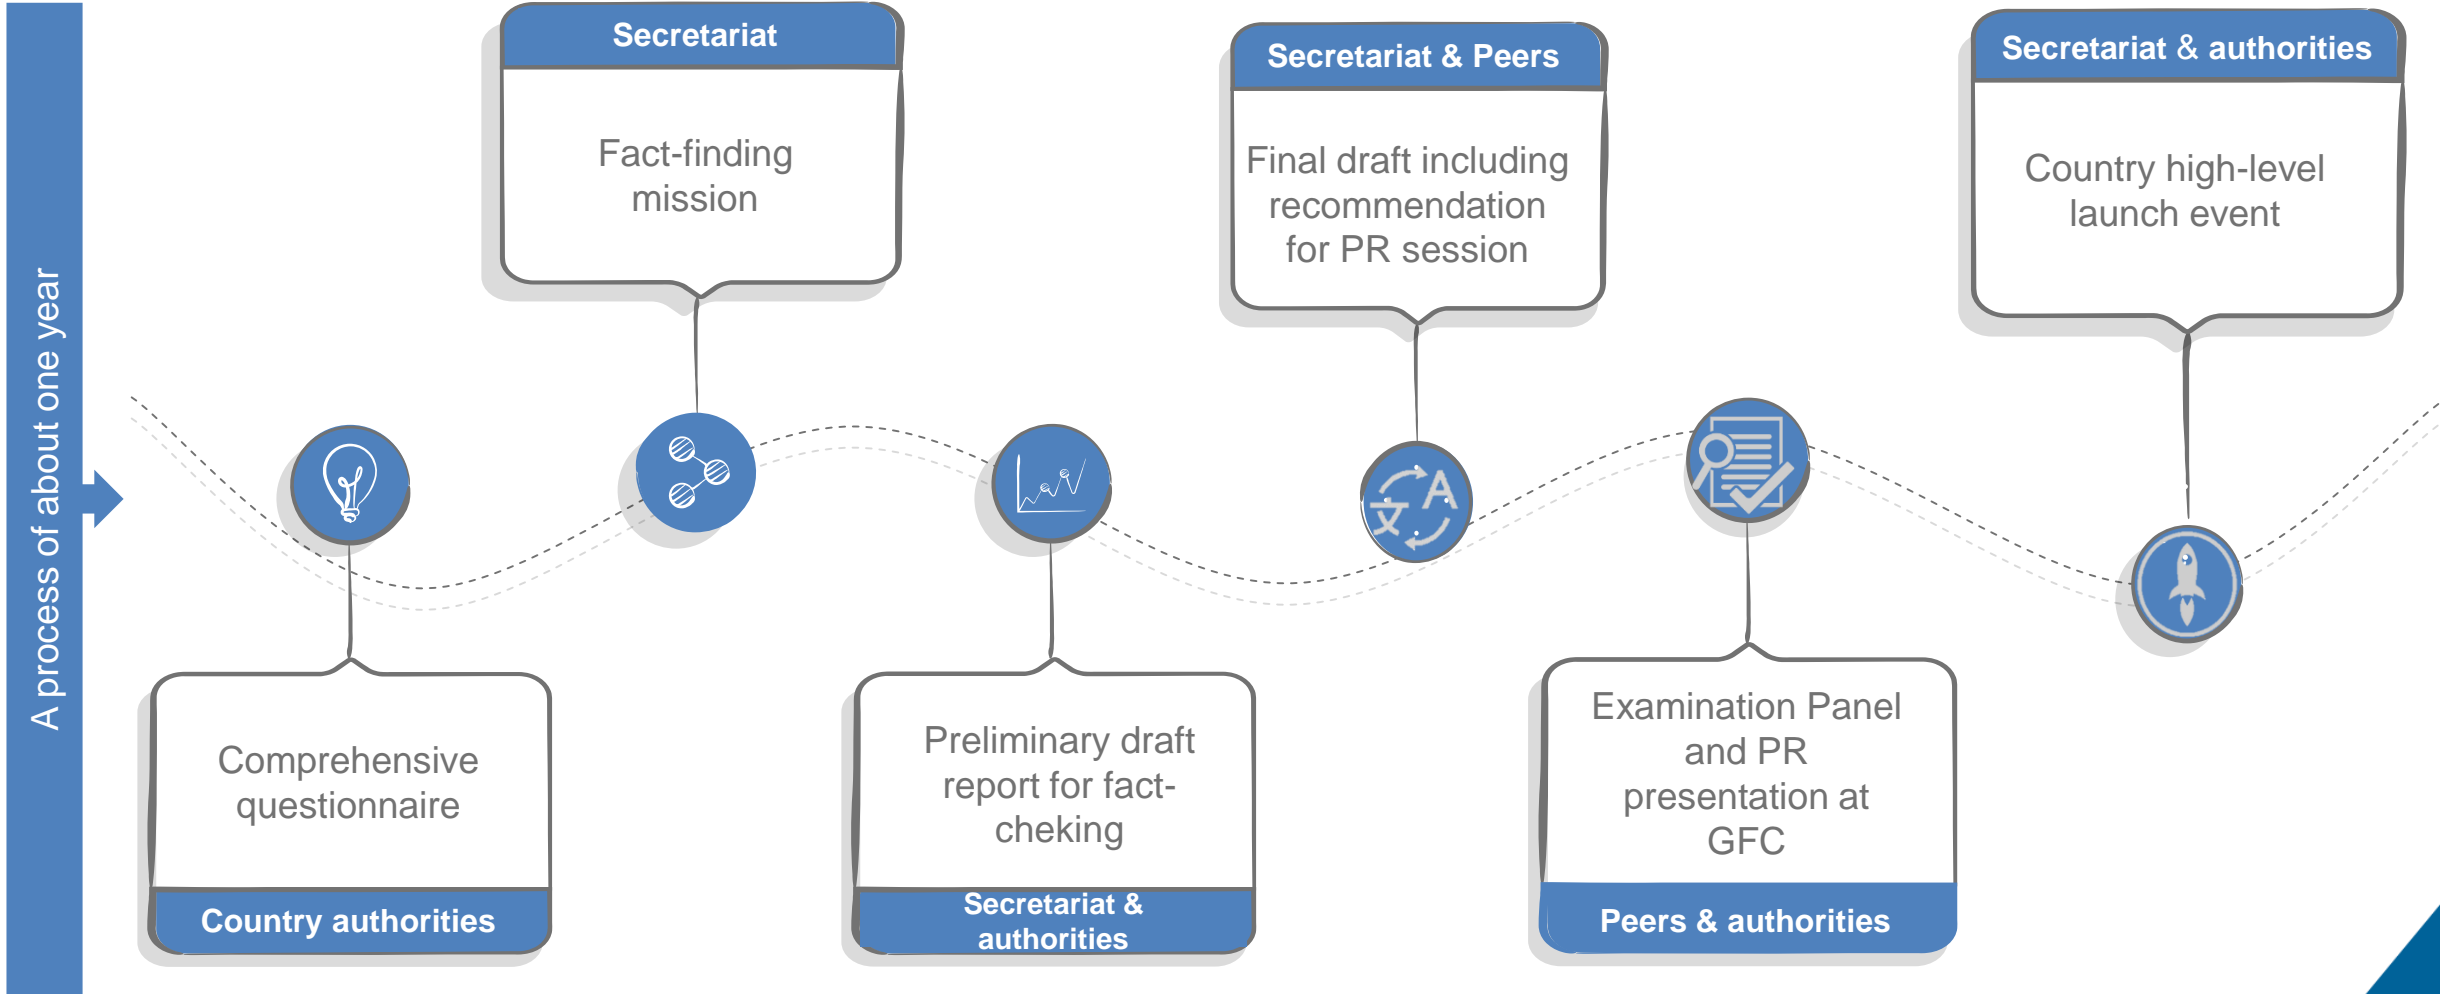 A process of about one year
Secretariat
Fact-finding
mission
Secretariat & Peers
Final draft including
recommendation
for PR session
Secretariat & authorities
Country high-level
launch event
文 A
Comprehensive
questionnaire
Country authorities
Preliminary draft
report for fact-
cheking
Secretariat &
authorities
Examination Panel
and PR
presentation at
GFC
Peers & authorities